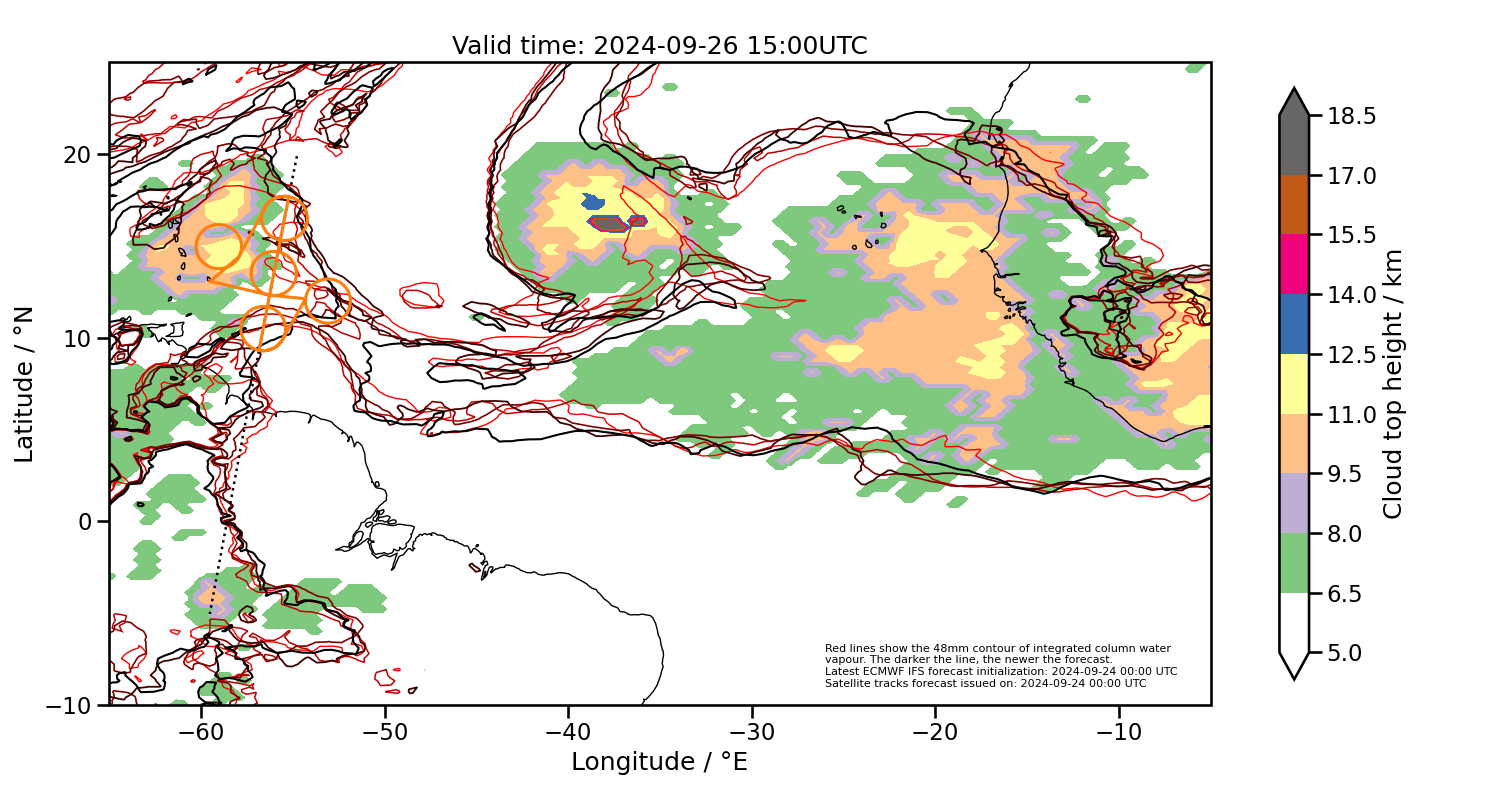 Valid time: 2024-09-26 15:00UTC
20
10
0
−10
Latitude / °N
−60
−50
−40
−30
−20
−10
Longitude / °E
Red lines show the 48mm contour of integrated column water
vapour. The darker the line, the newer the forecast.
Latest ECMWF IFS forecast initialization: 2024-09-24 00:00 UTC
Satellite tracks forecast issued on: 2024-09-24 00:00 UTC
18.5
17.0
15.5
14.0
12.5
11.0
9.5
8.0
6.5
5.0
Cloud top height / km